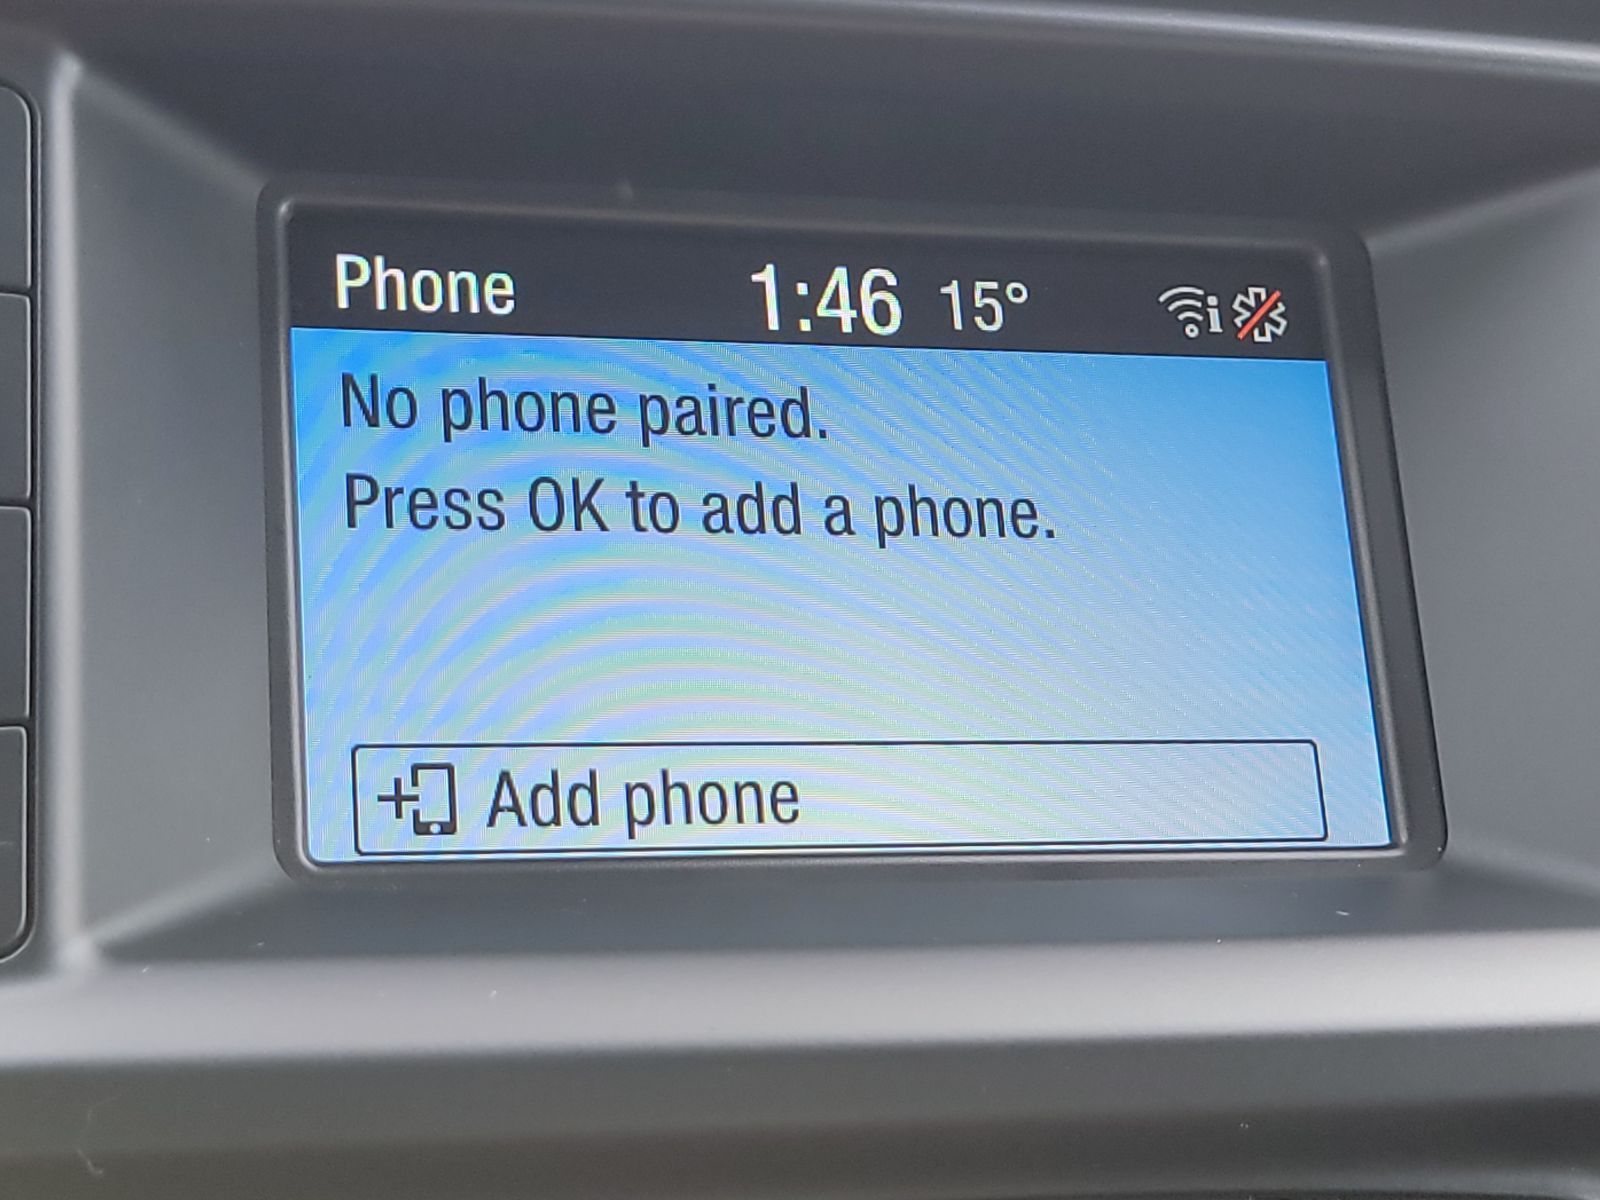 Phone 1:46 15° i
No phone paired.
Press OK to add a phone.
Add phone